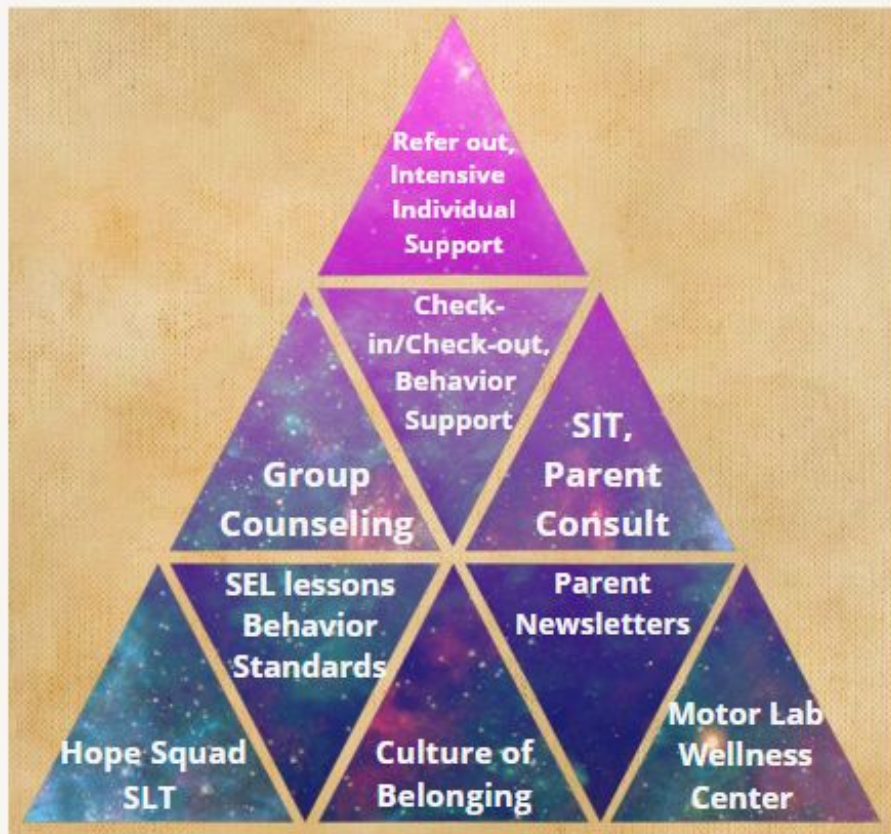 Refer out,
Intensive
Individual
Support
Check-
in/Check-out,
Behavior
Support
Group
Counseling
SIT,
Parent
Consult
SEL lessons
Behavior
Standards
Parent
Newsletters
Hope Squad
SLT
Culture of
Belonging
Motor Lab
Wellness
Center